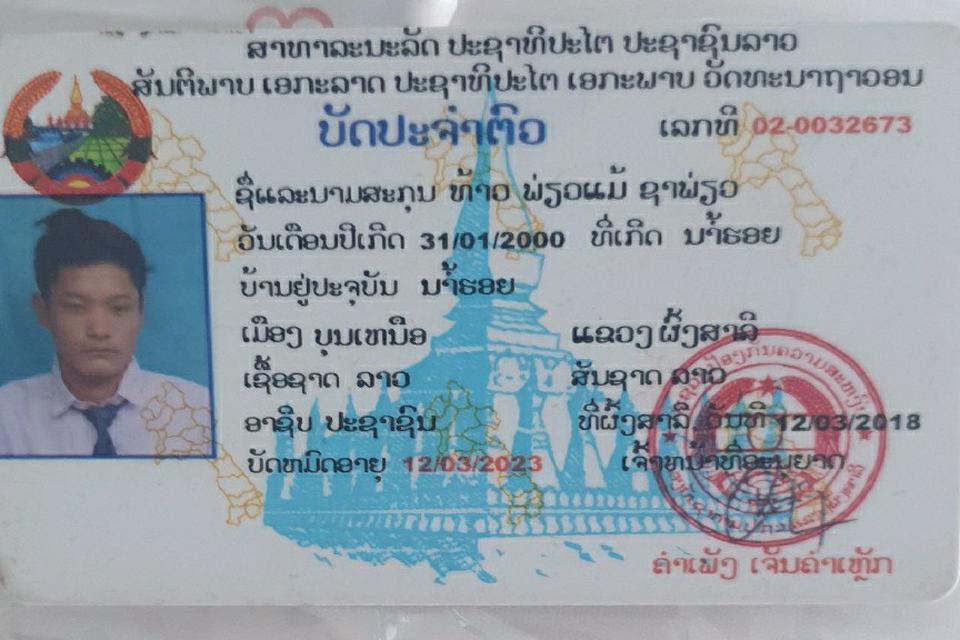 ສາທາລະນະລັດ ປະຊາທິປະໄຕ ປະຊາຊົນລາວ
ສັນຕິພາບ ເອກະລາດ ປະຊາທິປະໄຕ ເອກະພາບ ວັດທະນາຖາວອນ
ບັດປະຈຳຕົວ ເລກທີ 02-0032673
ຊື່ແລະນາມສະກຸນ ທ້າວ ພ່ຽວແມ້ ຊາພ່ຽວ
ວັນເດືອນປີເກີດ 31/01/2000 ທີ່ເກີດ ນ້ຳຮອຍ
ບ້ານຢູ່ປະຈຸບັນ ນ້ຳຮອຍ
ເມືອງ ບຸນເຫນືອ ແຂວງ ຜົ້ງສາລີ
ເຊື້ອຊາດ ລາວ ສັນຊາດ ລາວ
ອາຊີບ ປະຊາຊົນ ທີ່ຜົ້ງສາລີ ວັນທີ 12/03/2018
ບັດຫມົດອາຍຸ 12/03/2023 ເຈົ້າຫນ້າທີ່ອະນຸຍາດ
ຄຳເພັງ ເຈັນຄຳເຫຼັກ